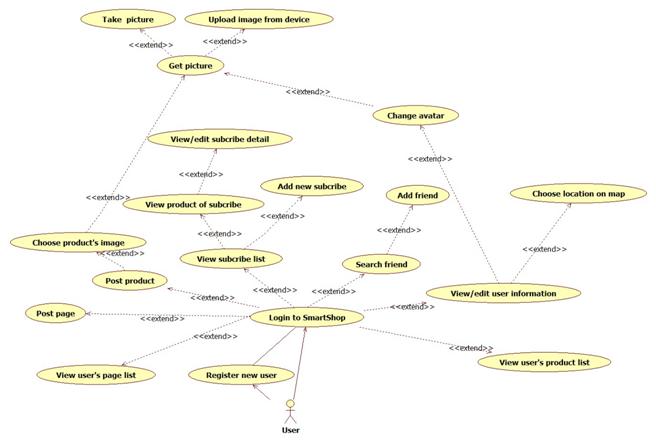 Take  picture
Upload image from device
<<extend>>
<<extend>>
Get picture
<<extend>>
Change avatar
View/edit subcribe detail
<<extend>>
<<extend>>
Add new subcribe
Add friend
Choose location on map
<<extend>>
View product of subcribe
<<extend>>
<<extend>>
<<extend>>
<<extend>>
Choose product's image
<<extend>>
View subcribe list
Search friend
Post product
<<extend>>
<<extend>>
View/edit user information
<<extend>>
<<extend>>
Post page
<<extend>>
Login to SmartShop
<<extend>>
<<extend>>
View user's product list
View user's page list
Register new user
User